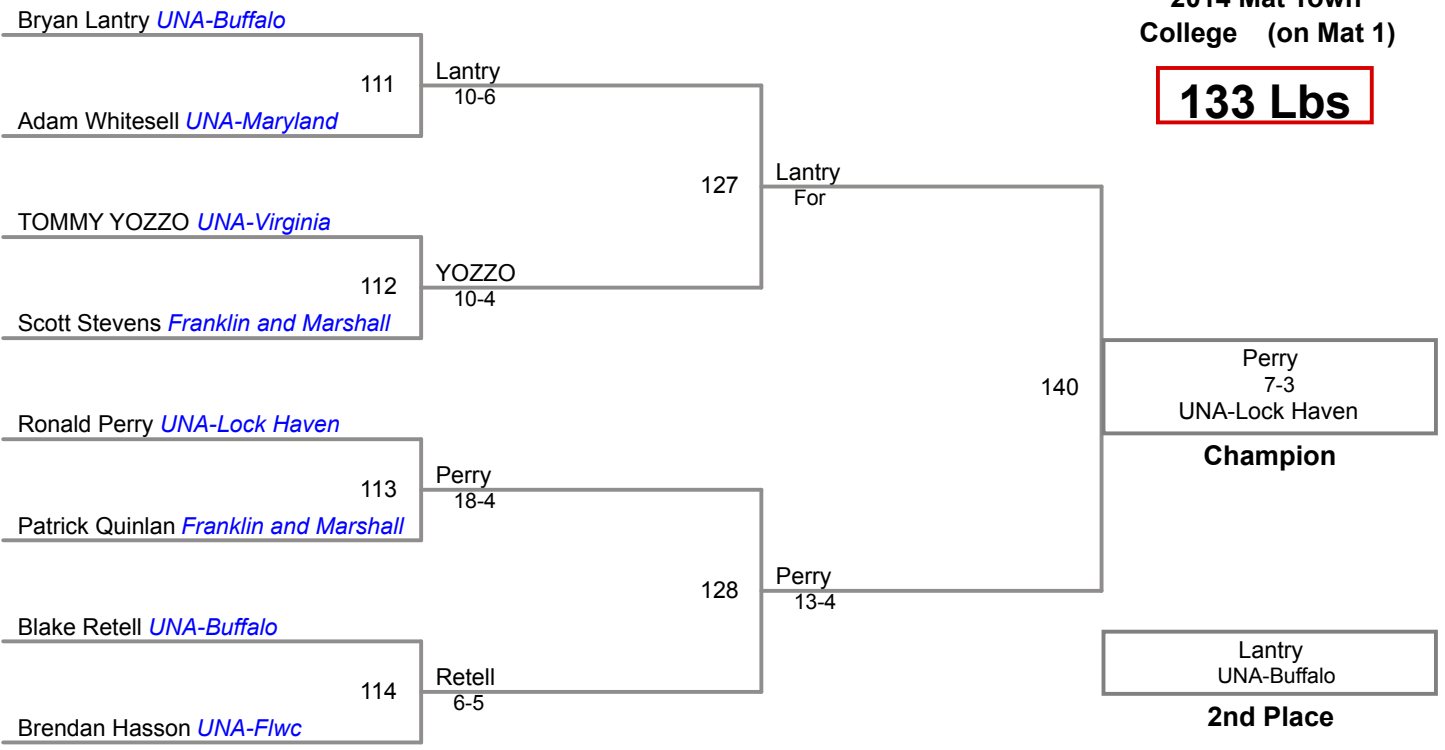 2014 Mat Town
College (on Mat 1)
133 Lbs
Bryan Lantry UNA-Buffalo
111
Lantry
10-6
Adam Whitesell UNA-Maryland
127
Lantry
For
TOMMY YOZZO UNA-Virginia
112
YOZZO
10-4
Scott Stevens Franklin and Marshall
140
Perry
7-3
UNA-Lock Haven
Champion
Ronald Perry UNA-Lock Haven
113
Perry
18-4
Patrick Quinlan Franklin and Marshall
128
Perry
13-4
Blake Retell UNA-Buffalo
114
Retell
6-5
Brendan Hasson UNA-Flwc
Lantry
UNA-Buffalo
2nd Place